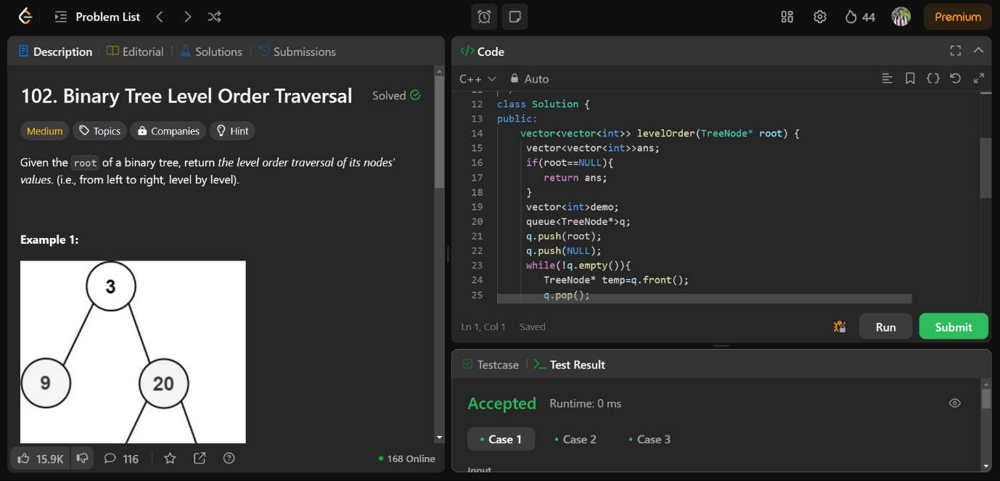 Problem List
44
Premium
Description
Editorial
Solutions
Submissions
102. Binary Tree Level Order Traversal
Solved
Medium
Topics
Companies
Hint
Given the root of a binary tree, return the level order traversal of its nodes'
values. (i.e., from left to right, level by level).
Example 1:
3
9
20
15.9K
116
168 Online
</> Code
C++
Auto
11
12 class Solution {
13 public:
14 vector<vector<int>> levelOrder(TreeNode* root) {
15 vector<vector<int>>ans;
16 if(root==NULL){
17 return ans;
18 }
19 vector<int>demo;
20 queue<TreeNode*>q;
21 q.push(root);
22 q.push(NULL);
23 while(!q.empty()){
24 TreeNode* temp=q.front();
25 q.pop();
Ln 1, Col 1
Saved
Run
Submit
Testcase
Test Result
Accepted
Runtime: 0 ms
Case 1
Case 2
Case 3
Input